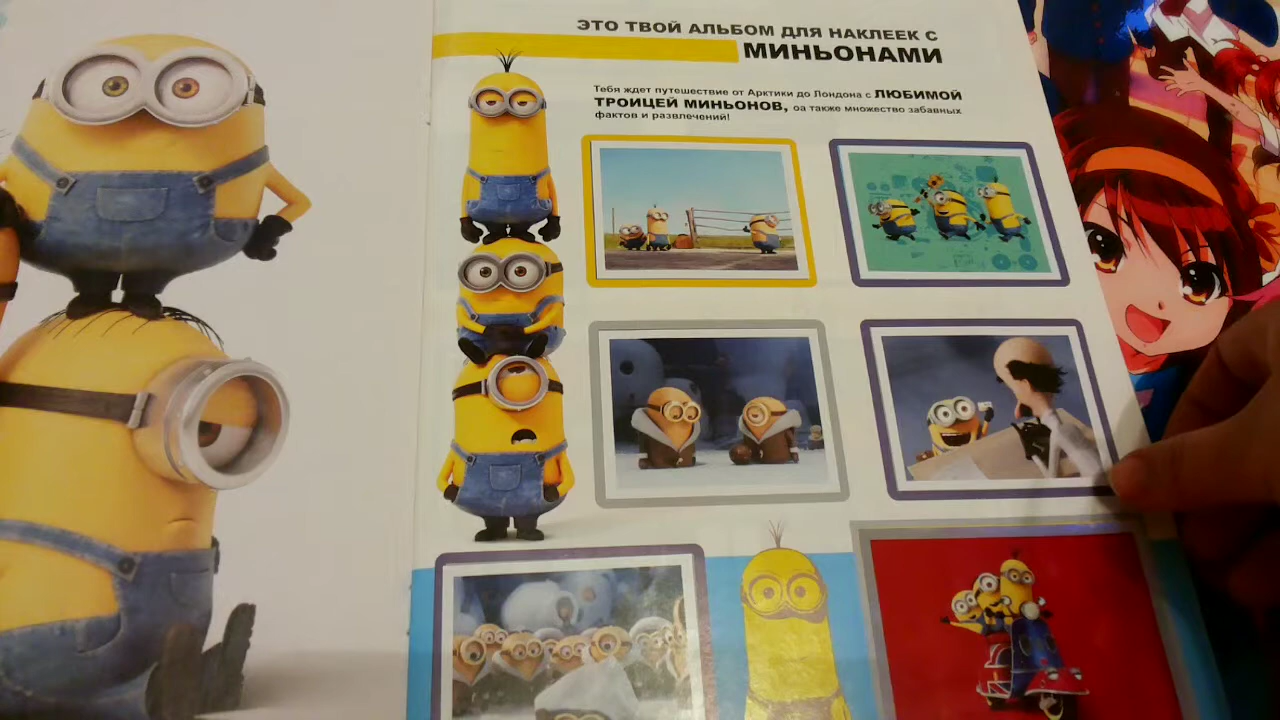 ЭТО ТВОЙ АЛЬБОМ ДЛЯ НАКЛЕЕК С
МИНЬОНАМИ
Тебя ждет путешествие от Арктики до Лондона с ЛЮБИМОЙ
ТРОИЦЕЙ МИНЬОНОВ, оа также множество забавных
фактов и развлечений!